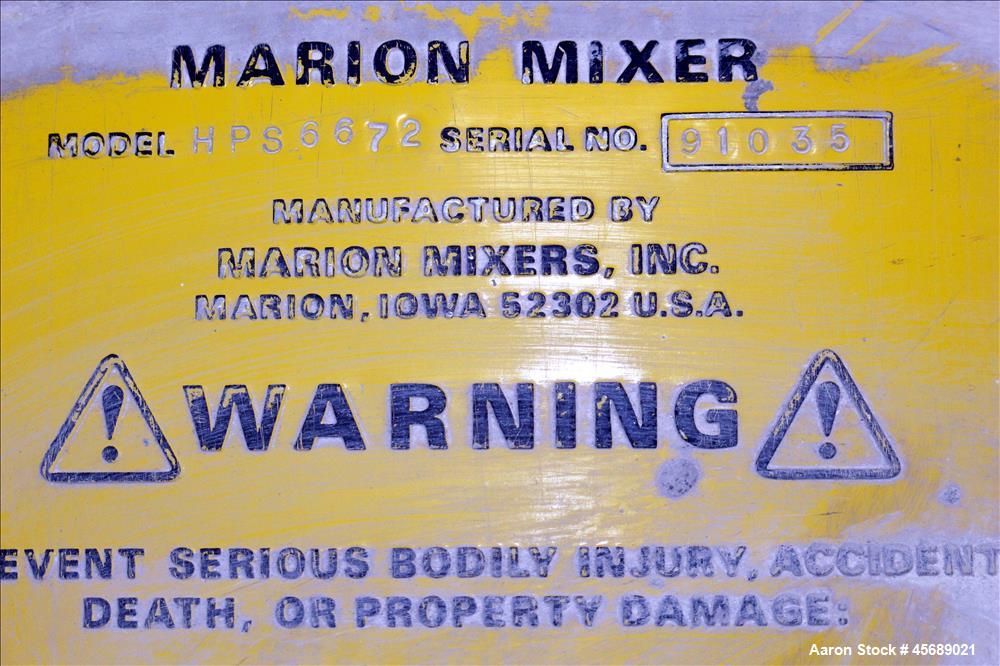 MARION MIXER
MODEL HPS6672 SERIAL NO. 91035
MANUFACTURED BY
MARION MIXERS, INC.
MARION, IOWA 52302 U.S.A.
WARNING
EVENT SERIOUS BODILY INJURY, ACCIDENT
DEATH, OR PROPERTY DAMAGE:
Aaron Stock # 45689021